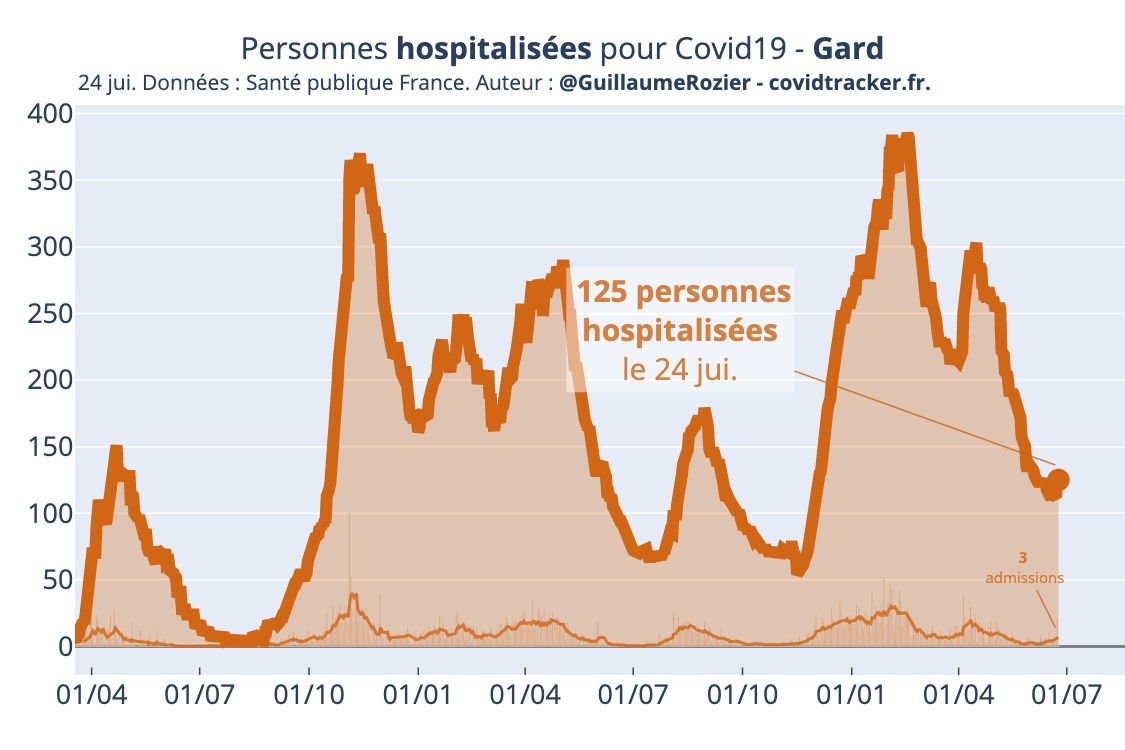 Personnes hospitalisées pour Covid19 - Gard
24 jui. Données : Santé publique France. Auteur : @GuillaumeRozier - covidtracker.fr.
400
350
300
250
200
150
100
50
0
125 personnes
hospitalisées
le 24 jui.
3
admissions
01/04 01/07 01/10 01/01 01/04 01/07 01/10 01/01 01/04 01/07